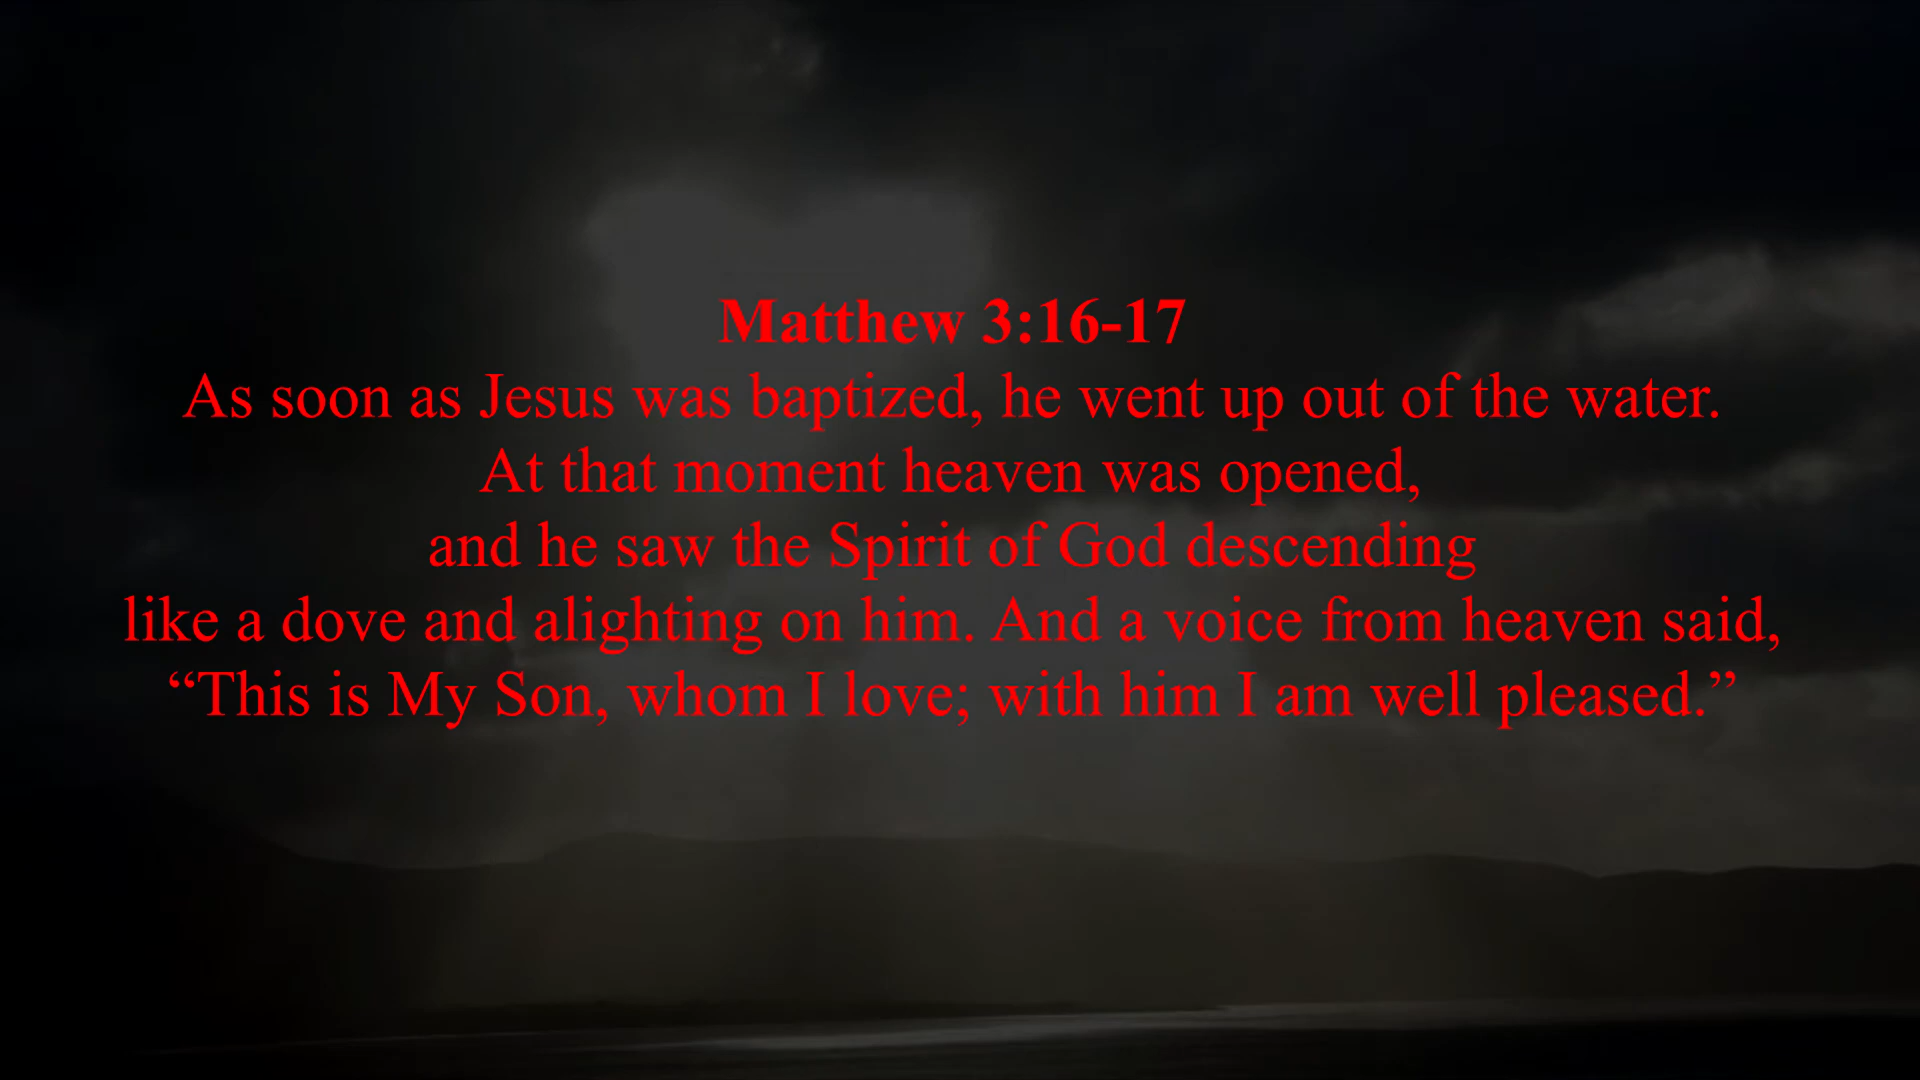 Matthew 3:16-17
As soon as Jesus was baptized, he went up out of the water.
At that moment heaven was opened,
and he saw the Spirit of God descending
like a dove and alighting on him. And a voice from heaven said,
“This is My Son, whom I love; with him I am well pleased.”